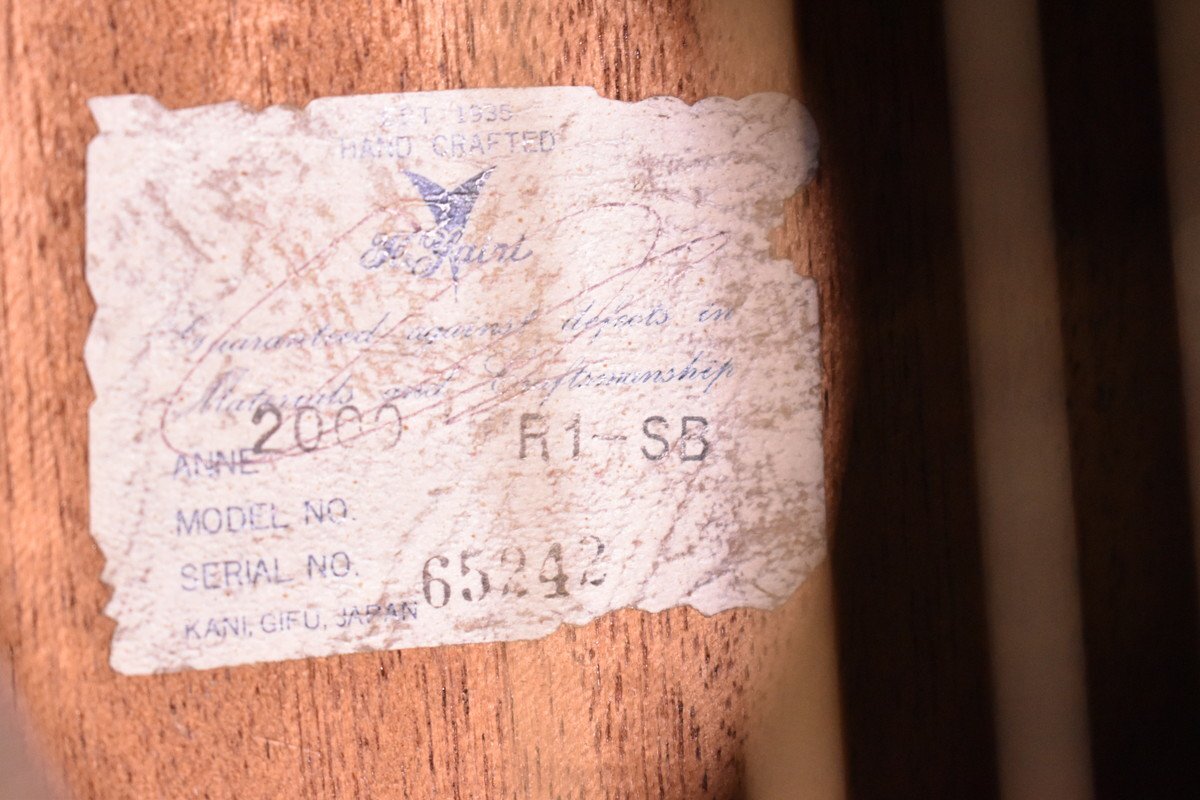 EST 1935
HAND CRAFTED
K. Yairi
Guaranteed against defects in
Materials and Craftsmanship
2000 R1-SB
ANNE
MODEL NO.
SERIAL NO. 65242
KANI, GIFU, JAPAN